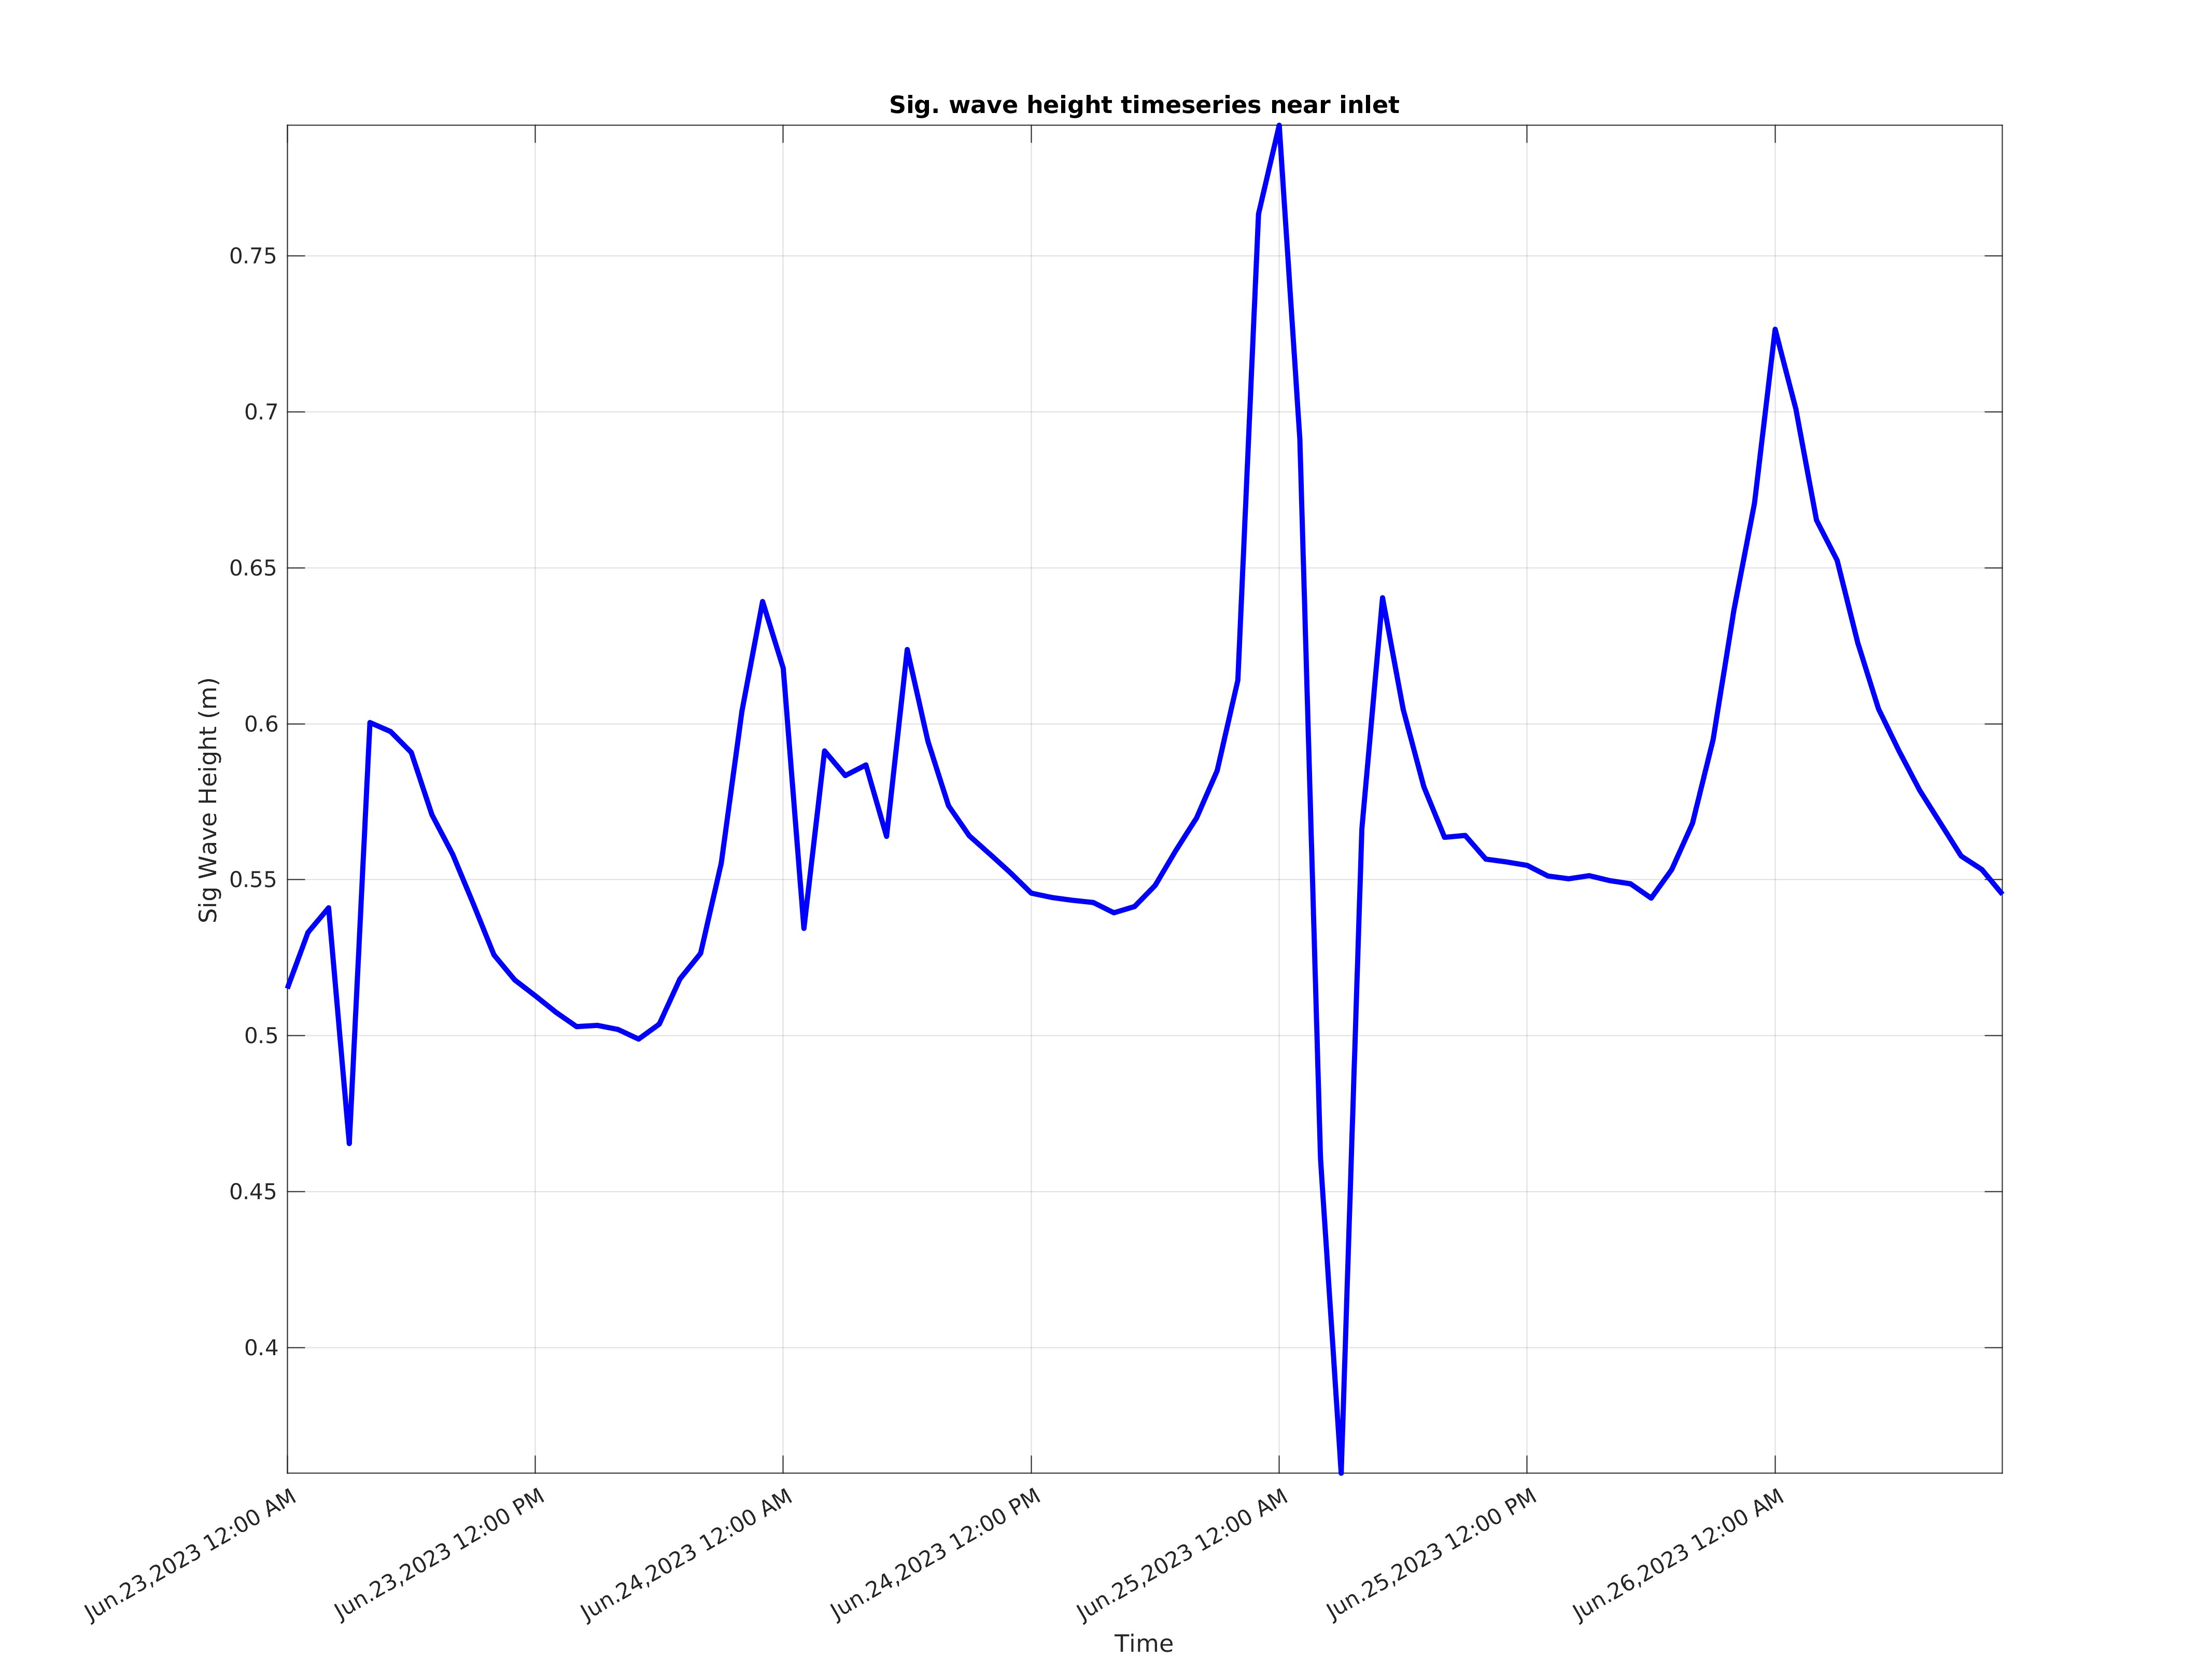 Sig. wave height timeseries near inlet
Sig Wave Height (m)
0.75
0.7
0.65
0.6
0.55
0.5
0.45
0.4
Jun.23,2023 12:00 AM
Jun.23,2023 12:00 PM
Jun.24,2023 12:00 AM
Jun.24,2023 12:00 PM
Jun.25,2023 12:00 AM
Jun.25,2023 12:00 PM
Jun.26,2023 12:00 AM
Time